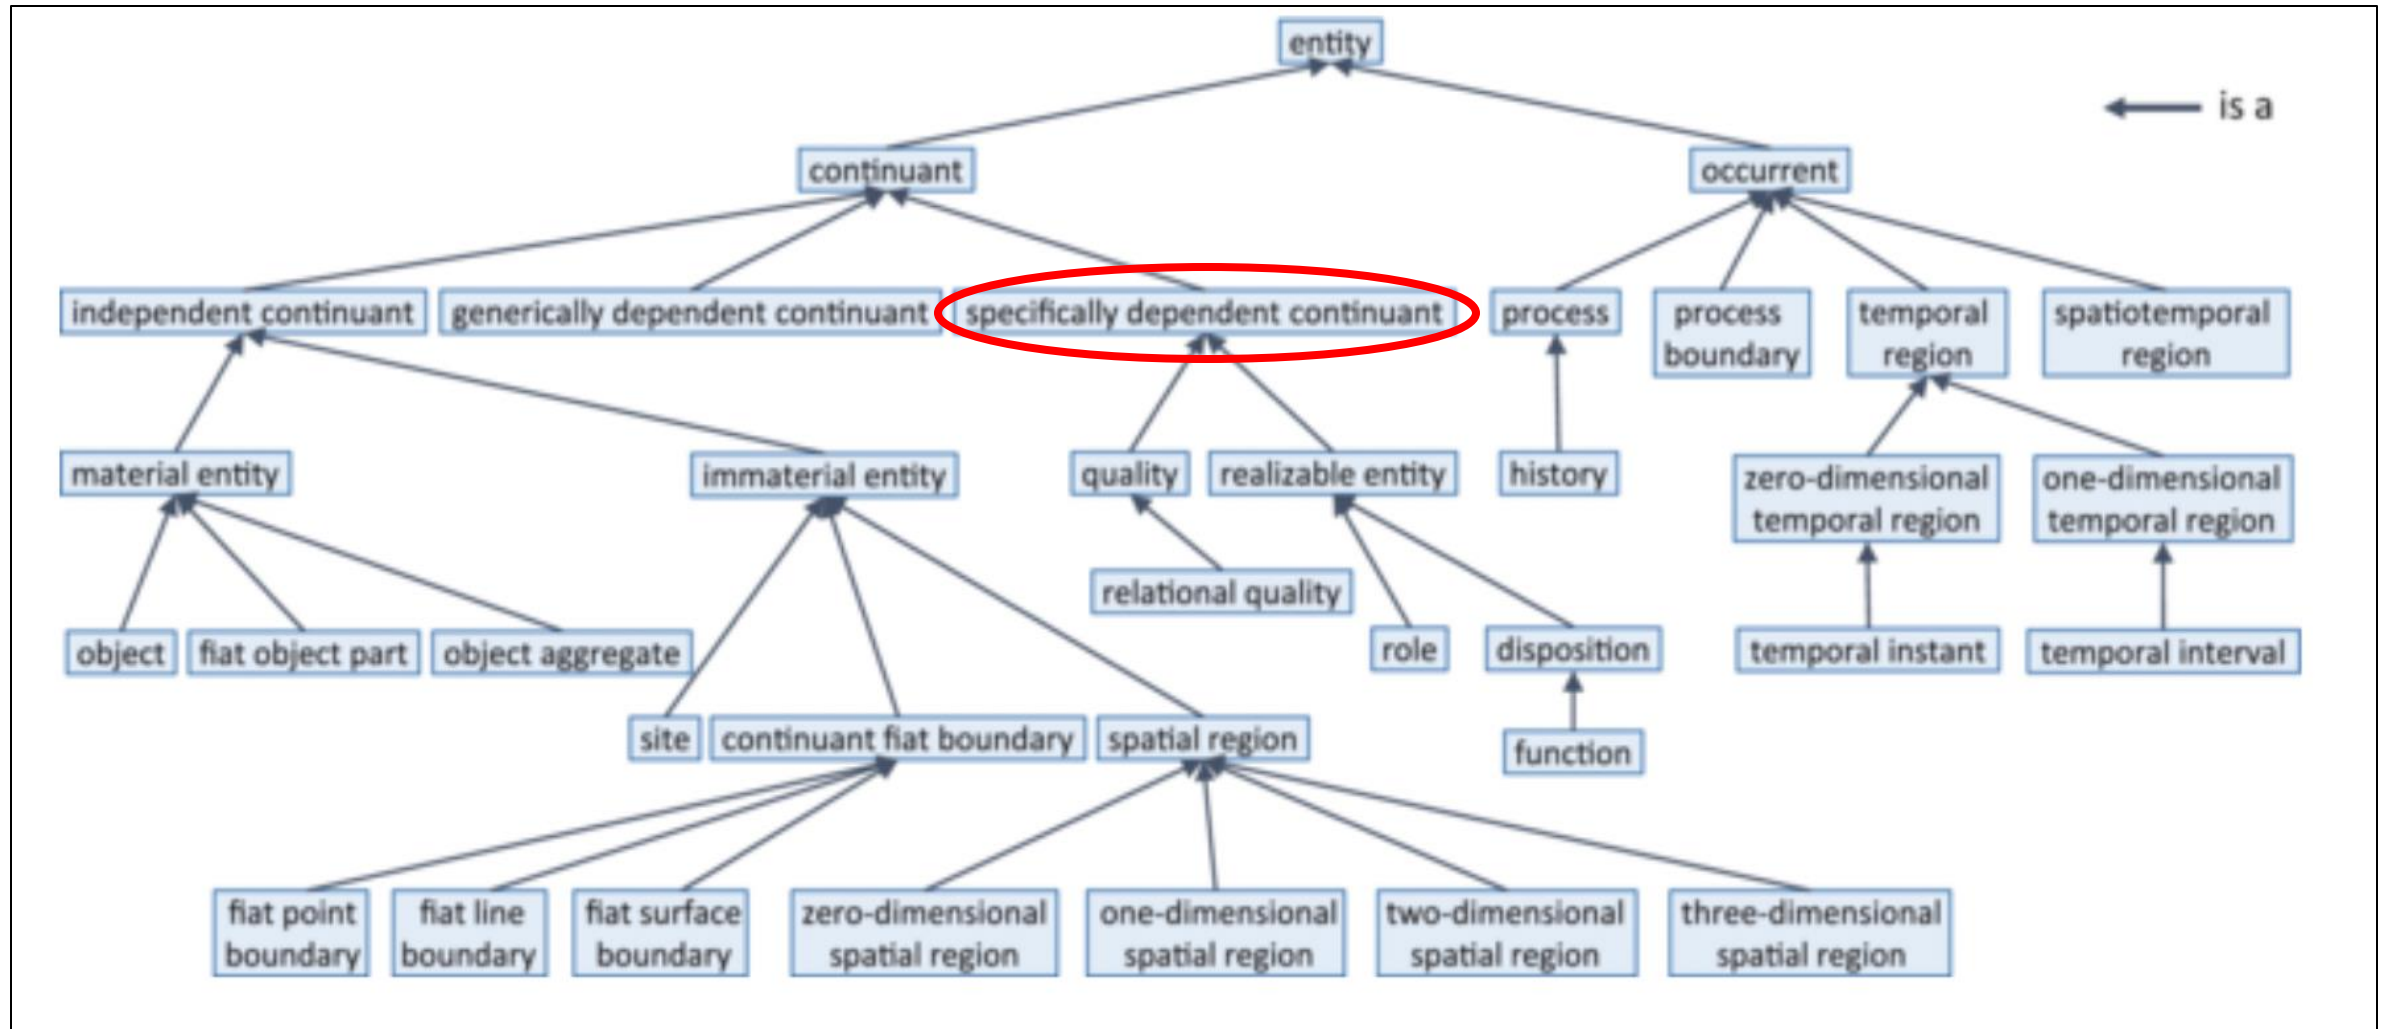 entity
is a
continuant
occurrent
independent continuant
generically dependent continuant
specifically dependent continuant
process
process
boundary
temporal
region
spatiotemporal
region
material entity
immaterial entity
quality
realizable entity
history
zero-dimensional
temporal region
one-dimensional
temporal region
relational quality
object
fiat object part
object aggregate
role
disposition
temporal instant
temporal interval
site
continuant fiat boundary
spatial region
function
fiat point
boundary
fiat line
boundary
fiat surface
boundary
zero-dimensional
spatial region
one-dimensional
spatial region
two-dimensional
spatial region
three-dimensional
spatial region